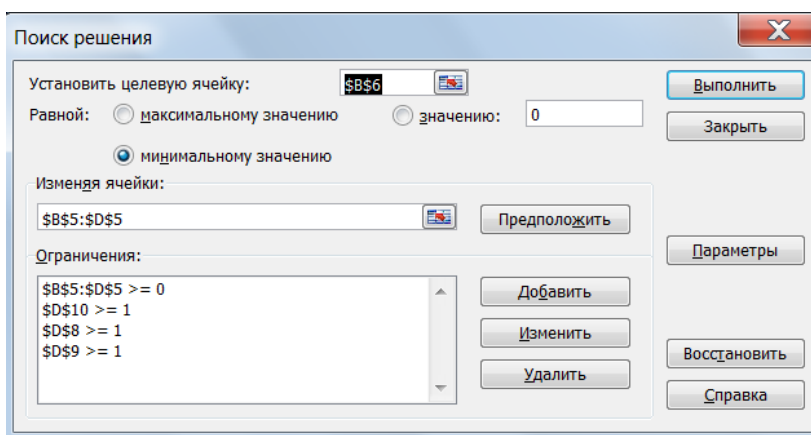 Поиск решения
Установить целевую ячейку: $B$6
Выполнить
Равной: максимальному значению значению: 0
Закрыть
минимальному значению
Изменяя ячейки:
$B$5:$D$5
Предположить
Параметры
Ограничения:
$B$5:$D$5 >= 0
$D$10 >= 1
$D$8 >= 1
$D$9 >= 1
Добавить
Изменить
Удалить
Восстановить
Справка